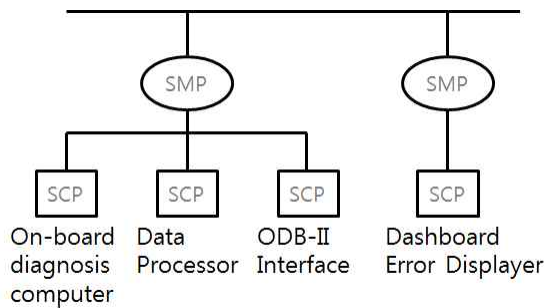 SMP SMP
SCP SCP SCP SCP
On-board Data ODB-II Dashboard
diagnosis Processor Interface Error Displayer
computer